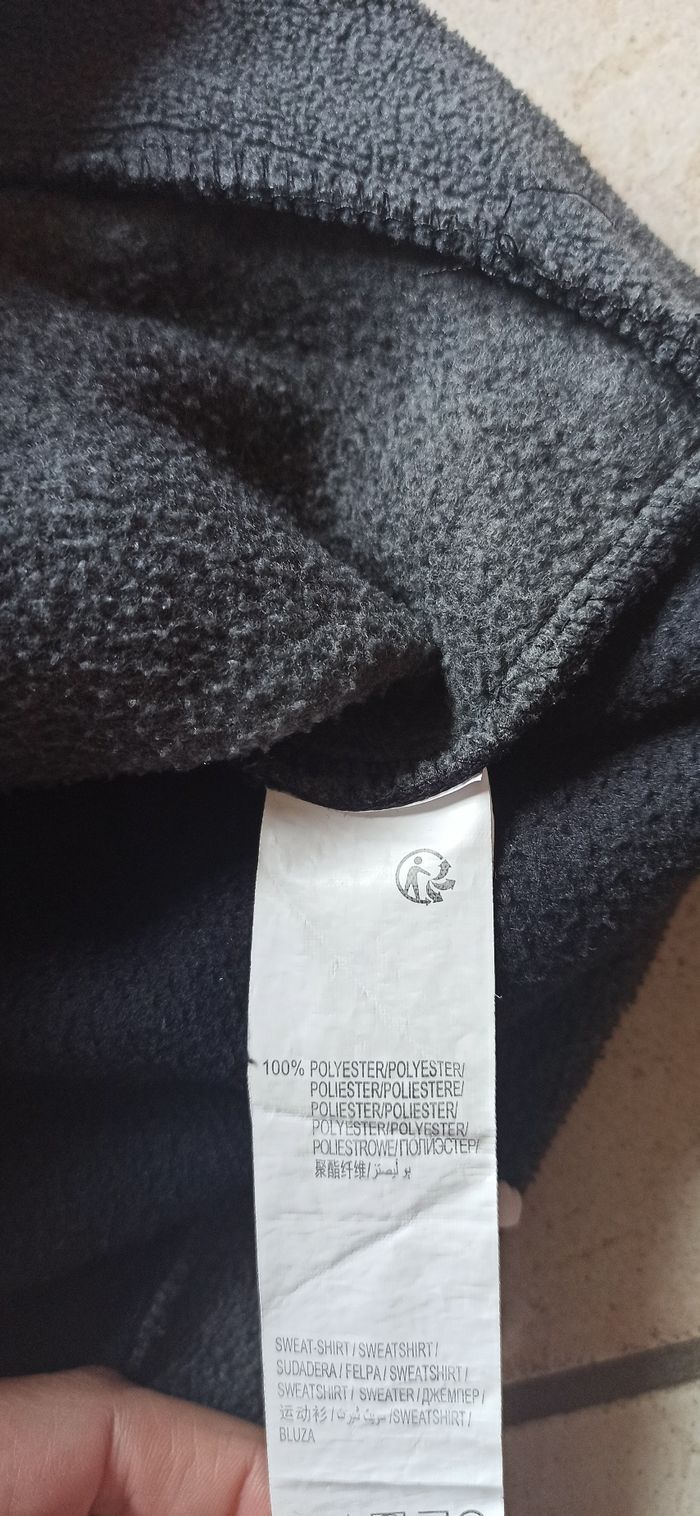 100% POLYESTER/POLYESTER/
POLIESTER/POLIESTERE/
POLIESTER/POLIESTER/
POLYESTER/POLYESTER/
POLIESTROWE/ПОЛИЭСТЕР/
聚酯纤维/بوليستر
SWEAT-SHIRT / SWEATSHIRT /
SUDADERA / FELPA / SWEATSHIRT /
SWEATSHIRT / SWEATER / ДЖЕМПЕР /
运动衫 / سويت شيرت /SWEATSHIRT /
BLUZA